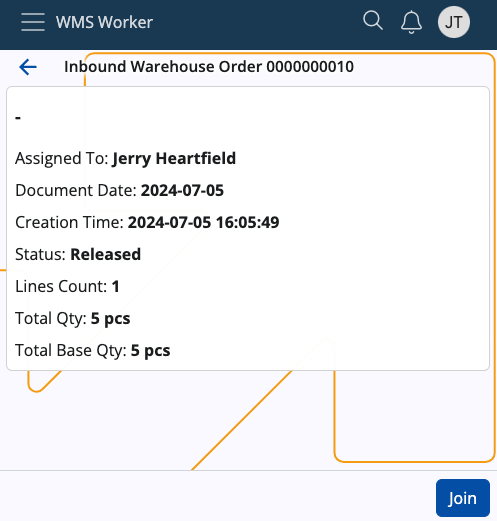 WMS Worker
JT
Inbound Warehouse Order 0000000010
-
Assigned To: Jerry Heartfield
Document Date: 2024-07-05
Creation Time: 2024-07-05 16:05:49
Status: Released
Lines Count: 1
Total Qty: 5 pcs
Total Base Qty: 5 pcs
Join